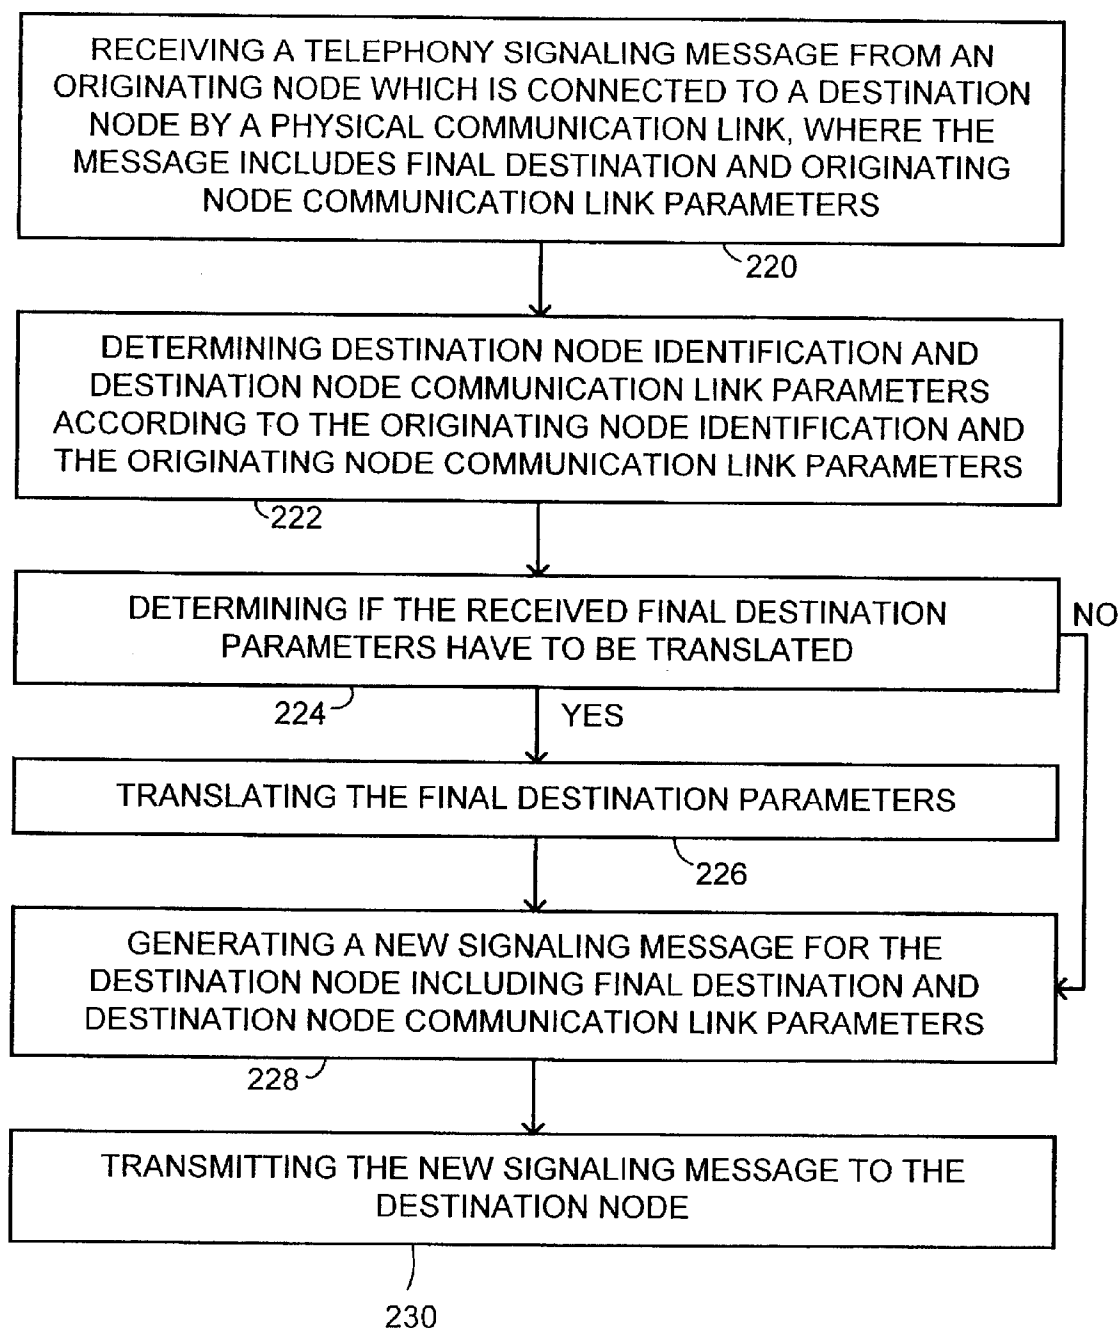 RECEIVING A TELEPHONY SIGNALING MESSAGE FROM AN
ORIGINATING NODE WHICH IS CONNECTED TO A DESTINATION
NODE BY A PHYSICAL COMMUNICATION LINK, WHERE THE
MESSAGE INCLUDES FINAL DESTINATION AND ORIGINATING
NODE COMMUNICATION LINK PARAMETERS
220
DETERMINING DESTINATION NODE IDENTIFICATION AND
DESTINATION NODE COMMUNICATION LINK PARAMETERS
ACCORDING TO THE ORIGINATING NODE IDENTIFICATION AND
THE ORIGINATING NODE COMMUNICATION LINK PARAMETERS
222
DETERMINING IF THE RECEIVED FINAL DESTINATION
PARAMETERS HAVE TO BE TRANSLATED
NO
224
YES
TRANSLATING THE FINAL DESTINATION PARAMETERS
226
GENERATING A NEW SIGNALING MESSAGE FOR THE
DESTINATION NODE INCLUDING FINAL DESTINATION AND
DESTINATION NODE COMMUNICATION LINK PARAMETERS
228
TRANSMITTING THE NEW SIGNALING MESSAGE TO THE
DESTINATION NODE
230